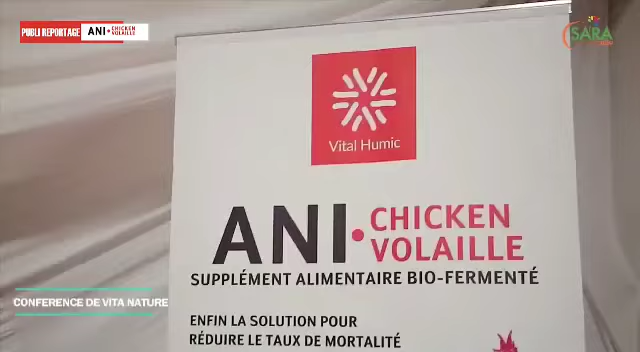 PUBLI REPORTAGE
ANI • CHICKEN VOLAILLE
SARA
Vital Humic
ANI • CHICKEN
VOLAILLE
SUPPLÉMENT ALIMENTAIRE BIO-FERMENTÉ
CONFERENCE DE VITA NATURE
ENFIN LA SOLUTION POUR
RÉDUIRE LE TAUX DE MORTALITÉ